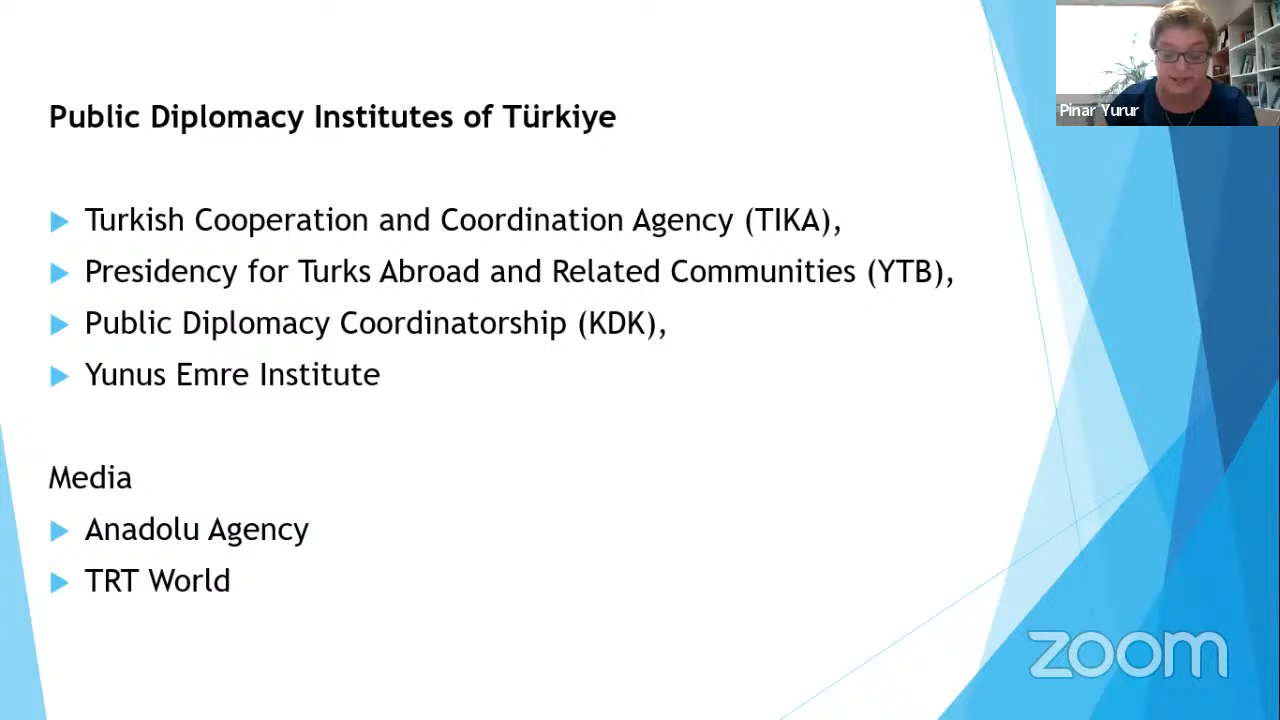 Pinar Yurur
Public Diplomacy Institutes of Türkiye
Turkish Cooperation and Coordination Agency (TIKA),
Presidency for Turks Abroad and Related Communities (YTB),
Public Diplomacy Coordinatorship (KDK),
Yunus Emre Institute
Media
Anadolu Agency
TRT World
zoom